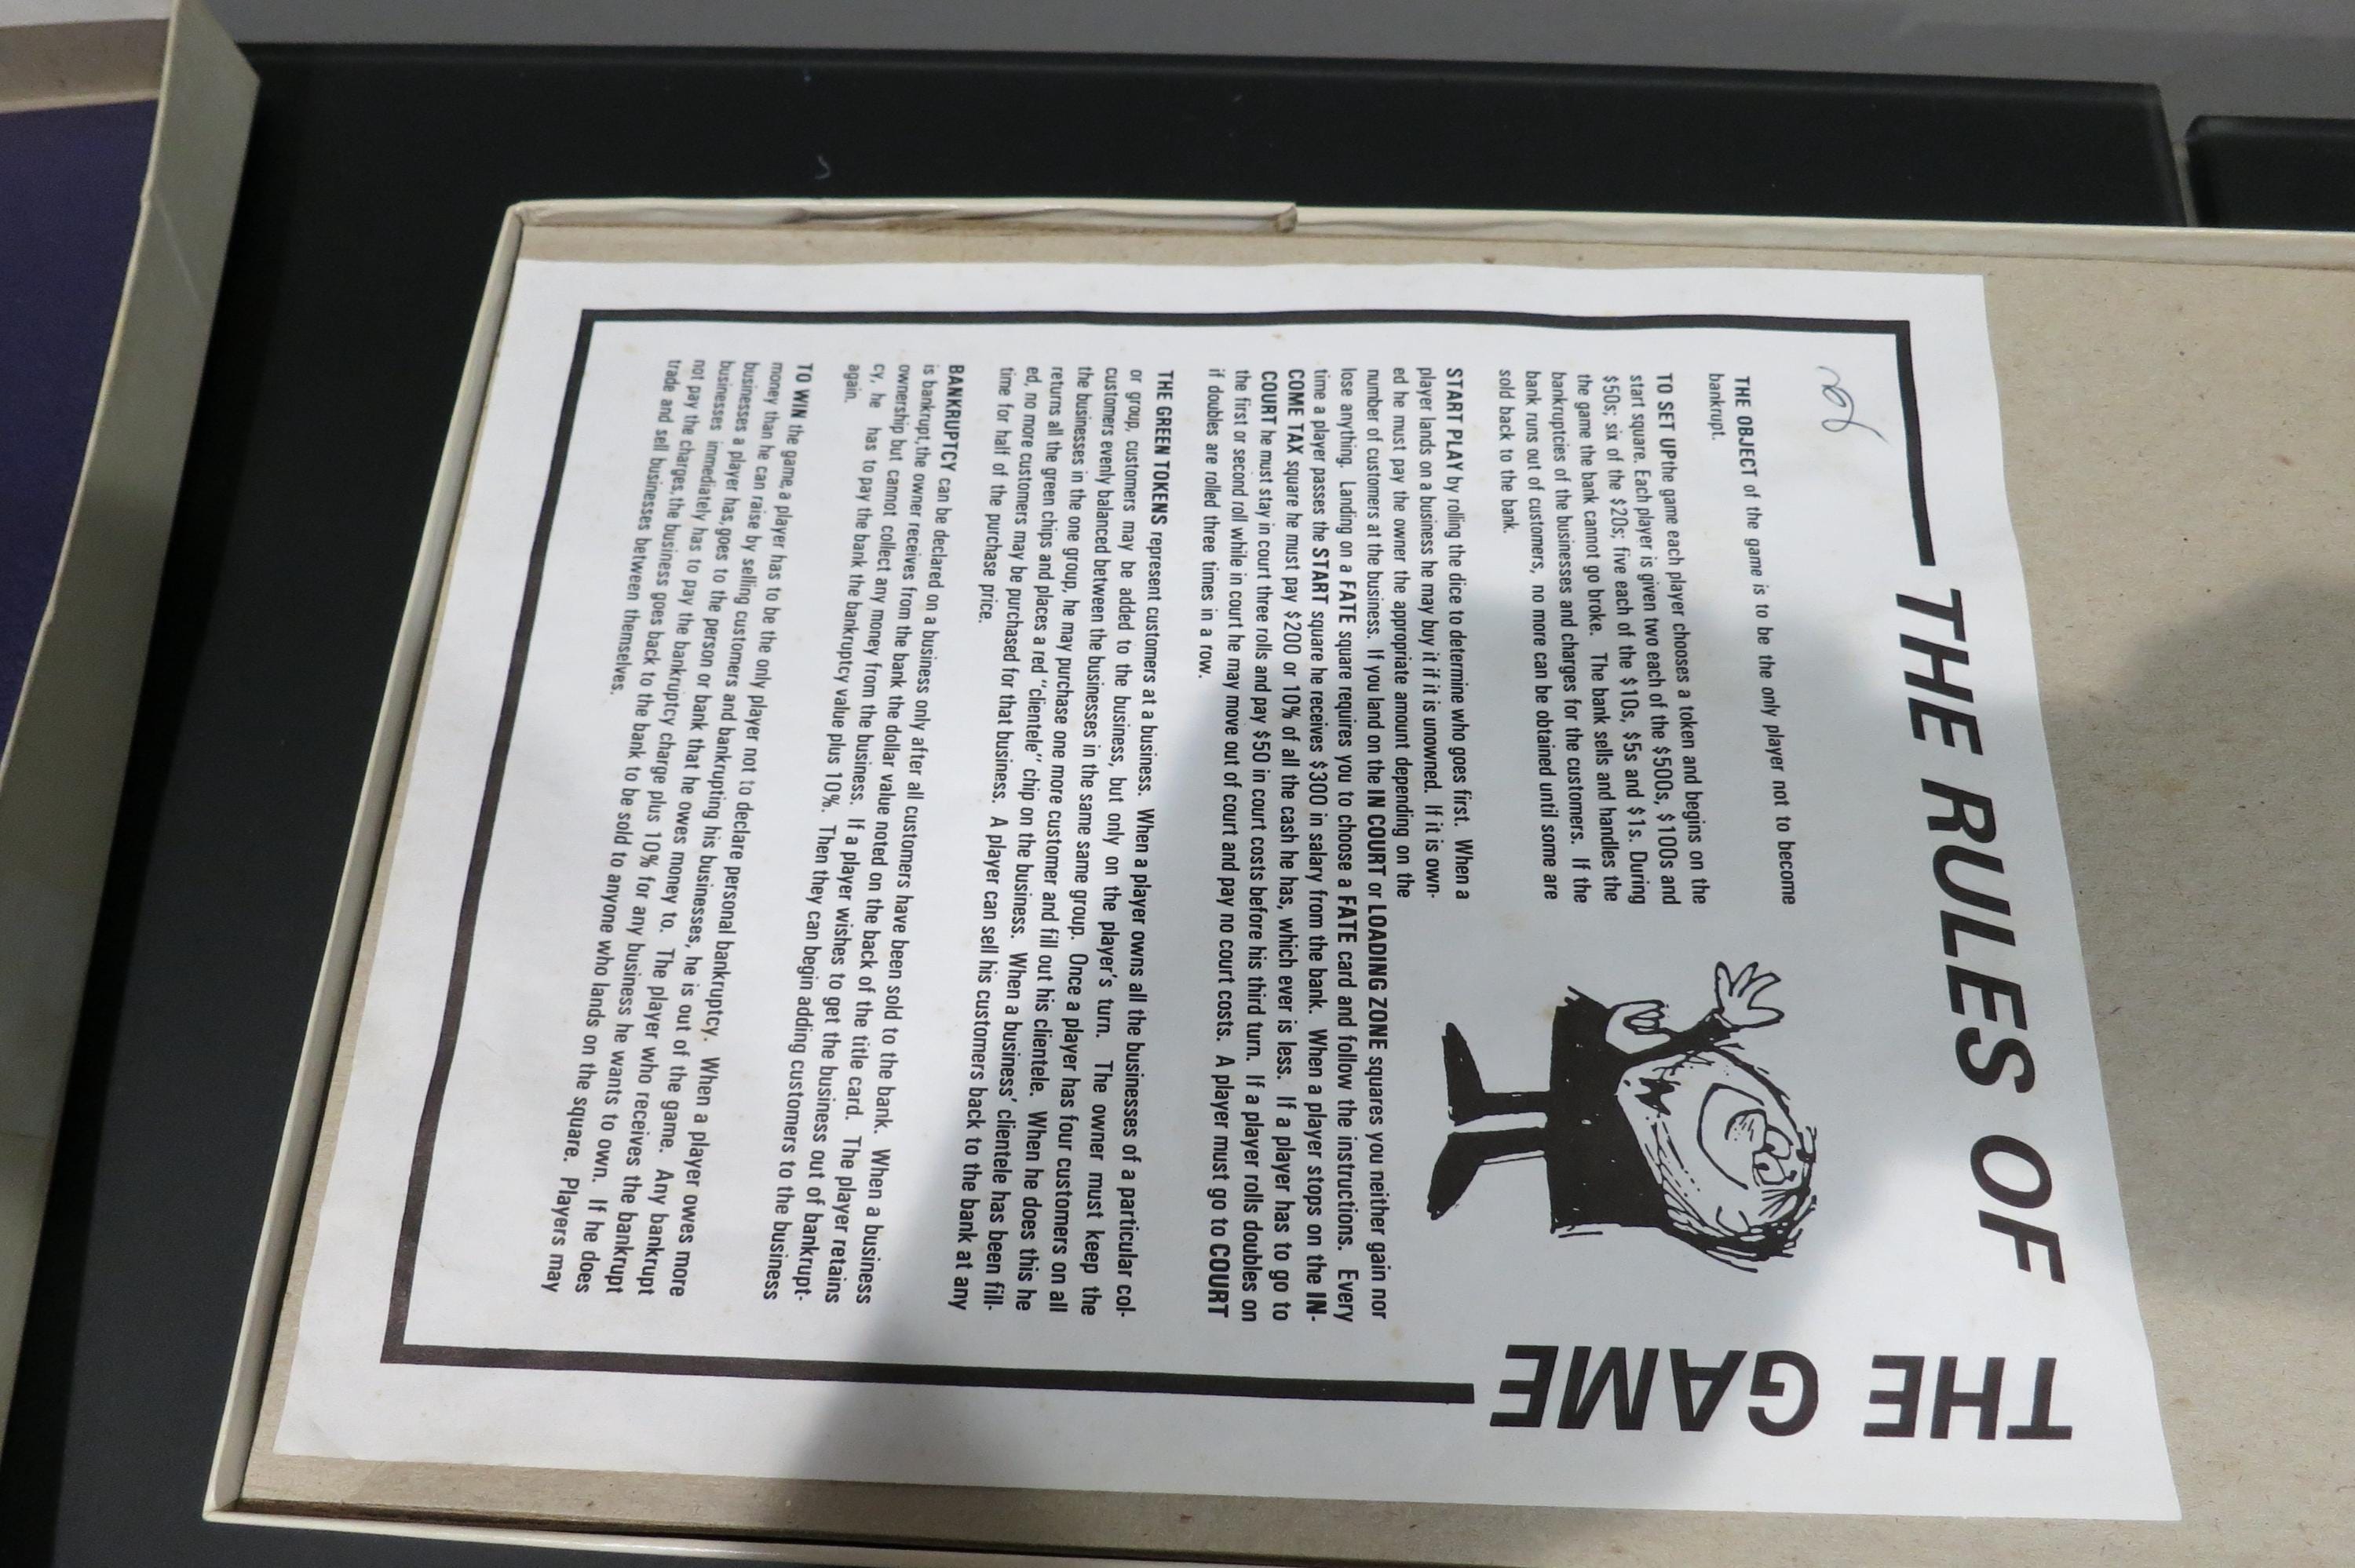 THE RULES OF
THE GAME
THE OBJECT of the game is to be the only player not to become
bankrupt.
TO SET UP the game each player chooses a token and begins on the
start square. Each player is given two each of the $500s, $100s and
$50s; six of the $20s; five each of the $10s, $5s and $1s. During
the game the bank cannot go broke. The bank sells and handles the
bankruptcies of the businesses and charges for the customers. If the
bank runs out of customers, no more can be obtained until some are
sold back to the bank.
START PLAY by rolling the dice to determine who goes first. When a
player lands on a business he may buy it if it is unowned. If it is own-
ed he must pay the owner the appropriate amount depending on the
number of customers at the business. If you land on the IN COURT or LOADING ZONE squares you neither gain nor
lose anything. Landing on a FATE square requires you to choose a FATE card and follow the instructions. Every
time a player passes the START square he receives $300 in salary from the bank. When a player stops on the IN-
COME TAX square he must pay $200 or 10% of all the cash he has, which ever is less. If a player has to go to
COURT he must stay in court three rolls and pay $50 in court costs before his third turn. If a player rolls doubles on
the first or second roll while in court he may move out of court and pay no court costs. A player must go to COURT
if doubles are rolled three times in a row.
THE GREEN TOKENS represent customers at a business. When a player owns all the businesses of a particular col-
or group, customers may be added to the business, but only on the player's turn. The owner must keep the
customers evenly balanced between the businesses in the same same group. Once a player has four customers on all
the businesses in the one group, he may purchase one more customer and fill out his clientele. When he does this he
returns all the green chips and places a red "clientele" chip on the business. When a business' clientele has been fill-
ed, no more customers may be purchased for that business. A player can sell his customers back to the bank at any
time for half of the purchase price.
BANKRUPTCY can be declared on a business only after all customers have been sold to the bank. When a business
is bankrupt, the owner receives from the bank the dollar value noted on the back of the title card. The player retains
ownership but cannot collect any money from the business. If a player wishes to get the business out of bankrupt-
cy, he has to pay the bank the bankruptcy value plus 10%. Then they can begin adding customers to the business
again.
TO WIN the game, a player has to be the only player not to declare personal bankruptcy. When a player owes more
money than he can raise by selling customers and bankrupting his businesses, he is out of the game. Any bankrupt
businesses a player has, goes to the person or bank that he owes money to. The player who receives the bankrupt
businesses immediately has to pay the bankruptcy charge plus 10% for any business he wants to own. If he does
not pay the charges, the business goes back to the bank to be sold to anyone who lands on the square. Players may
trade and sell businesses between themselves.